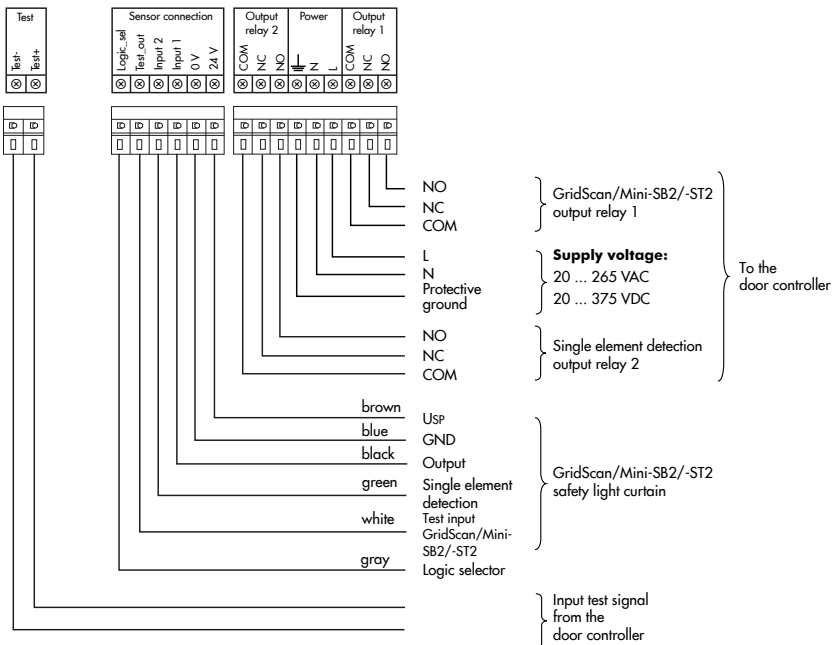 Test
Sensor connection
Output
relay 2
Power
Output
relay 1
Test-
Test+
Logic_sel
Test_out
Input 2
Input 1
0 V
24 V
COM
NC
NO
N
L
COM
NC
NO
NO
NC
COM
GridScan/Mini-SB2/-ST2
output relay 1
L
N
Protective
ground
Supply voltage:
20 ... 265 VAC
20 ... 375 VDC
To the
door controller
NO
NC
COM
Single element detection
output relay 2
brown
USP
blue
GND
black
Output
green
Single element
detection
white
Test input
GridScan/Mini-
SB2/-ST2
gray
Logic selector
GridScan/Mini-SB2/-ST2
safety light curtain
Input test signal
from the
door controller